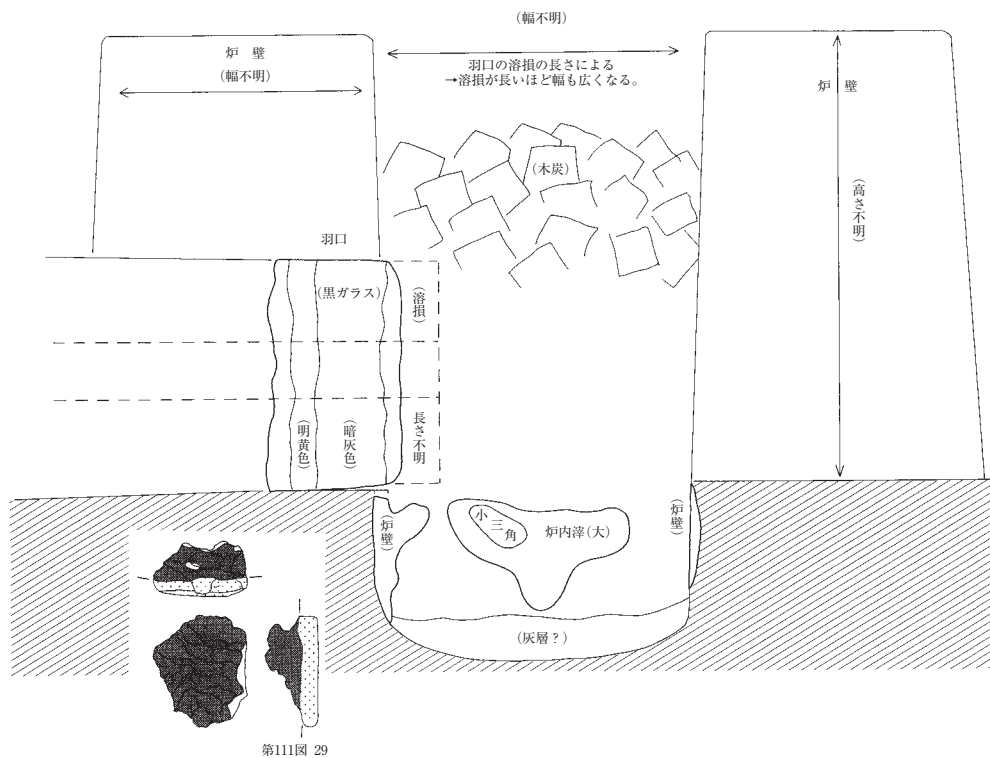 (幅不明)
炉 壁
(幅不明)
羽口の溶損の長さによる
→溶損が長いほど幅も広くなる。
炉 壁
(高さ不明)
(木炭)
羽口
(黒ガラス)
(溶損)
長さ不明
(明黄色)
(暗灰色)
(炉壁)
小三角
炉内滓(大)
(炉壁)
(灰層?)
第111図 29